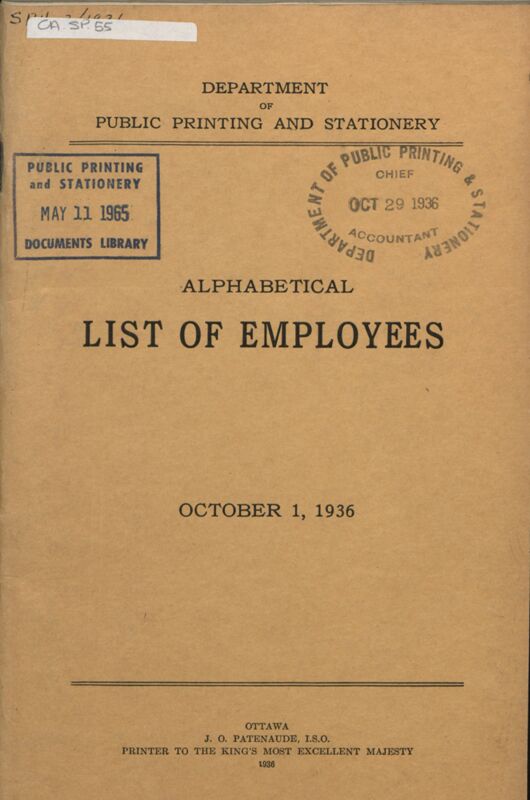 CA. SP. 55
DEPARTMENT
OF
PUBLIC PRINTING AND STATIONERY
PUBLIC PRINTING
and STATIONERY
MAY 11 1965
DOCUMENTS LIBRARY
DEPARTMENT OF PUBLIC PRINTING & STATIONERY
CHIEF
OCT 29 1936
ACCOUNTANT
ALPHABETICAL
LIST OF EMPLOYEES
OCTOBER 1, 1936
OTTAWA
J. O. PATENAUDE, I.S.O.
PRINTER TO THE KING'S MOST EXCELLENT MAJESTY
1936